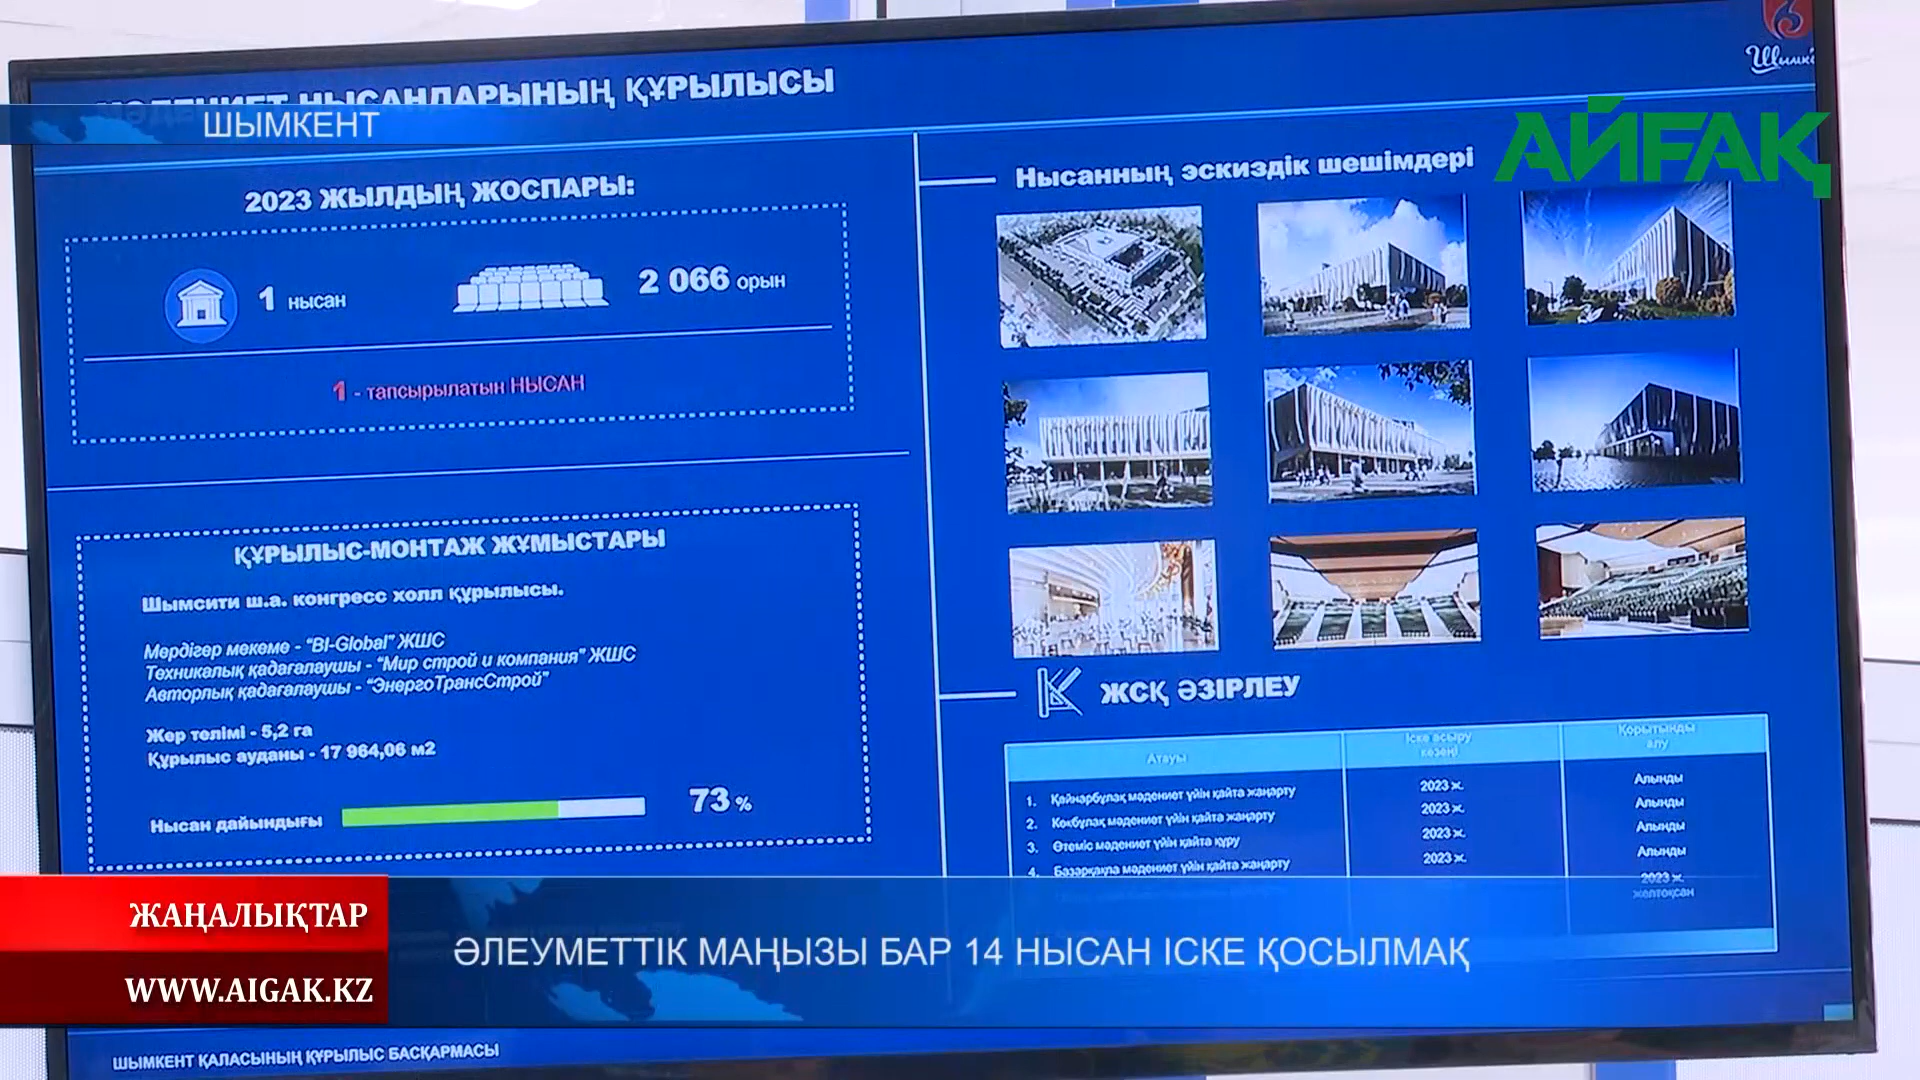 НЫСАНДАРЫНЫҢ ҚҰРЫЛЫСЫ
ШЫМКЕНТ
АЙҒАҚ
2023 ЖЫЛДЫҢ ЖОСПАРЫ:
1 нысан
2 066 орын
1 - тапсырылатын НЫСАН
ҚҰРЫЛЫС-МОНТАЖ ЖҰМЫСТАРЫ
Шымсити ш.а. конгресс холл құрылысы.
Мердігер мекеме - “BI-Global” ЖШС
Техникалық қадағалаушы - “Мир строй и компания” ЖШС
Авторлық қадағалаушы - “ЭнергоТрансСтрой”
Жер телімі - 5,2 га
Құрылыс ауданы - 17 964,06 м2
Нысан дайындығы 73 %
Нысанның эскиздік шешімдері
ЖСҚ ӘЗІРЛЕУ
Атауы
Іске асыру кезеңі
Қорытынды алу
1. Қайнарбұлақ мәдениет үйін қайта жаңарту 2023 ж. Алынды
2. Көкбұлақ мәдениет үйін қайта жаңарту 2023 ж. Алынды
3. Өтеміс мәдениет үйін қайта құру 2023 ж. Алынды
4. Базарқақпа мәдениет үйін қайта жаңарту 2023 ж. Алынды
2023 ж.
желтоқсан
ЖАҢАЛЫҚТАР
WWW.AIGAK.KZ
ӘЛЕУМЕТТІК МАҢЫЗЫ БАР 14 НЫСАН ІСКЕ ҚОСЫЛМАҚ
ШЫМКЕНТ ҚАЛАСЫНЫҢ ҚҰРЫЛЫС БАСҚАРМАСЫ